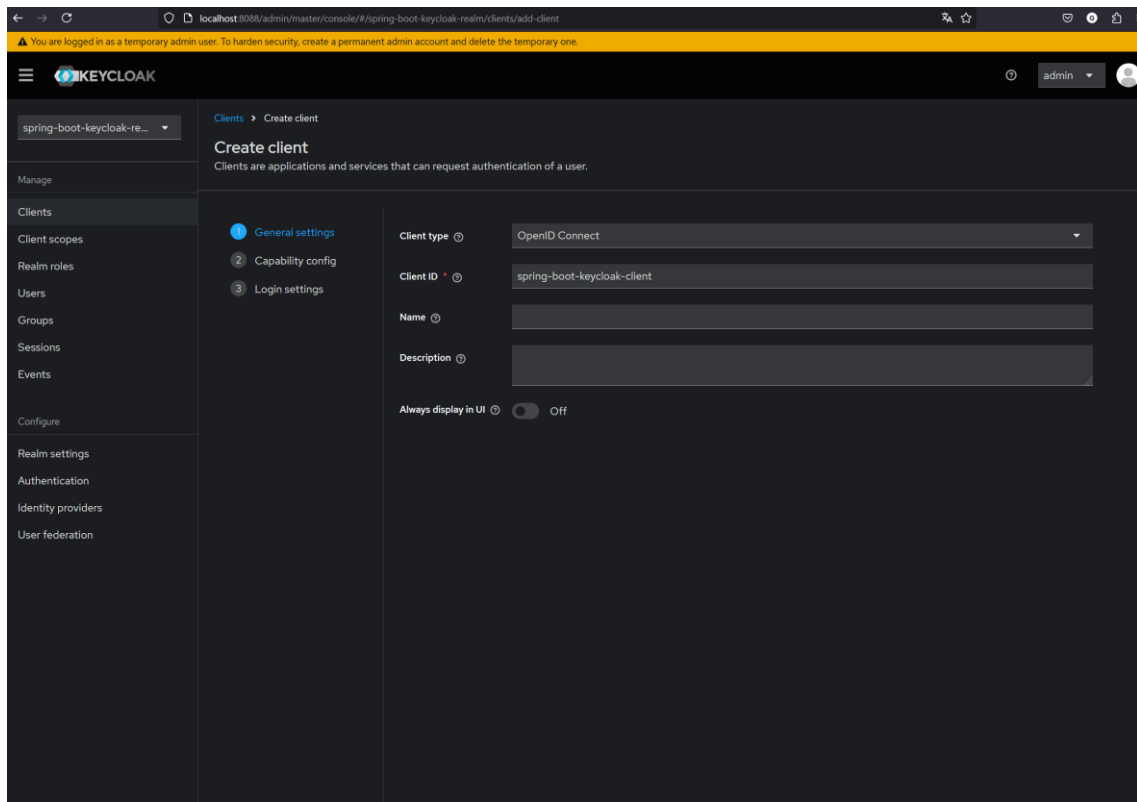 localhost:8088/admin/master/console/#/spring-boot-keycloak-realm/clients/add-client
You are logged in as a temporary admin user. To harden security, create a permanent admin account and delete the temporary one.
KEYCLOAK
admin
spring-boot-keycloak-re...
Clients > Create client
Create client
Clients are applications and services that can request authentication of a user.
Manage
Clients
Client scopes
Realm roles
Users
Groups
Sessions
Events
Configure
Realm settings
Authentication
Identity providers
User federation
1 General settings
2 Capability config
3 Login settings
Client type OpenID Connect
Client ID * spring-boot-keycloak-client
Name
Description
Always display in UI Off